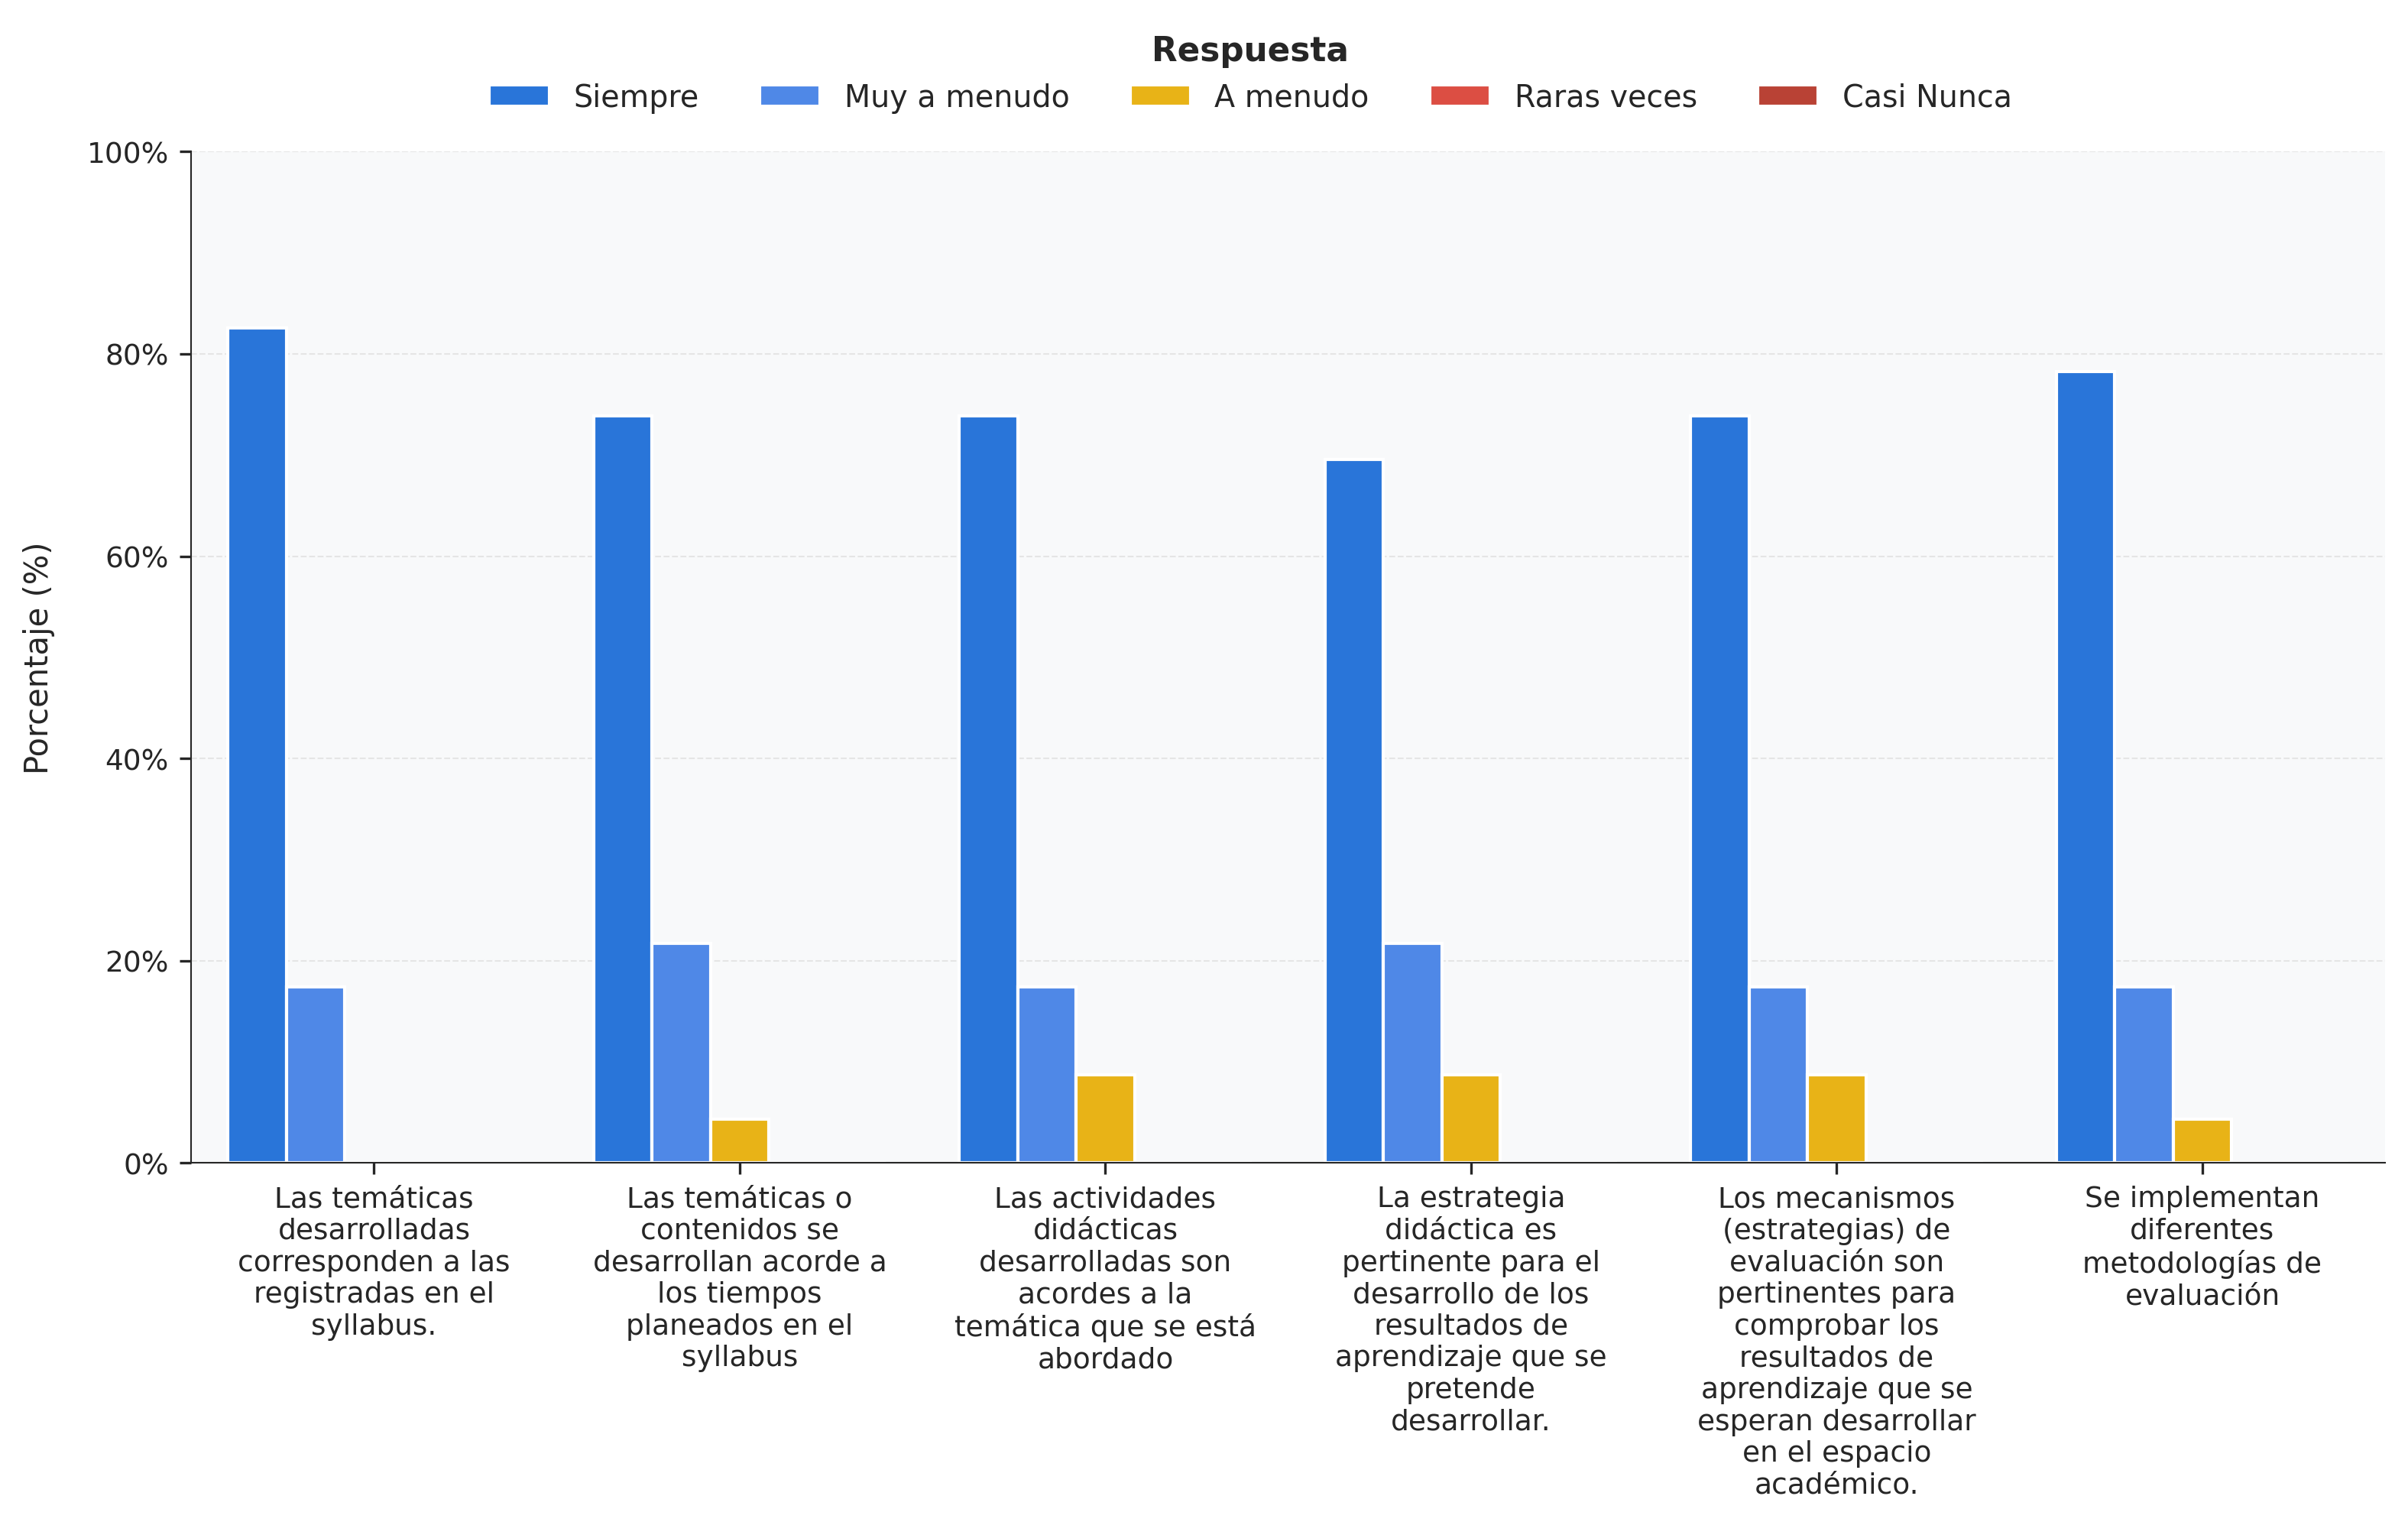 Respuesta
Siempre
Muy a menudo
A menudo
Raras veces
Casi Nunca
Porcentaje (%)
100%
80%
60%
40%
20%
0%
Las temáticas
desarrolladas
corresponden a las
registradas en el
syllabus.
Las temáticas o
contenidos se
desarrollan acorde a
los tiempos
planeados en el
syllabus
Las actividades
didácticas
desarrolladas son
acordes a la
temática que se está
abordado
La estrategia
didáctica es
pertinente para el
desarrollo de los
resultados de
aprendizaje que se
pretende
desarrollar.
Los mecanismos
(estrategias) de
evaluación son
pertinentes para
comprobar los
resultados de
aprendizaje que se
esperan desarrollar
en el espacio
académico.
Se implementan
diferentes
metodologías de
evaluación